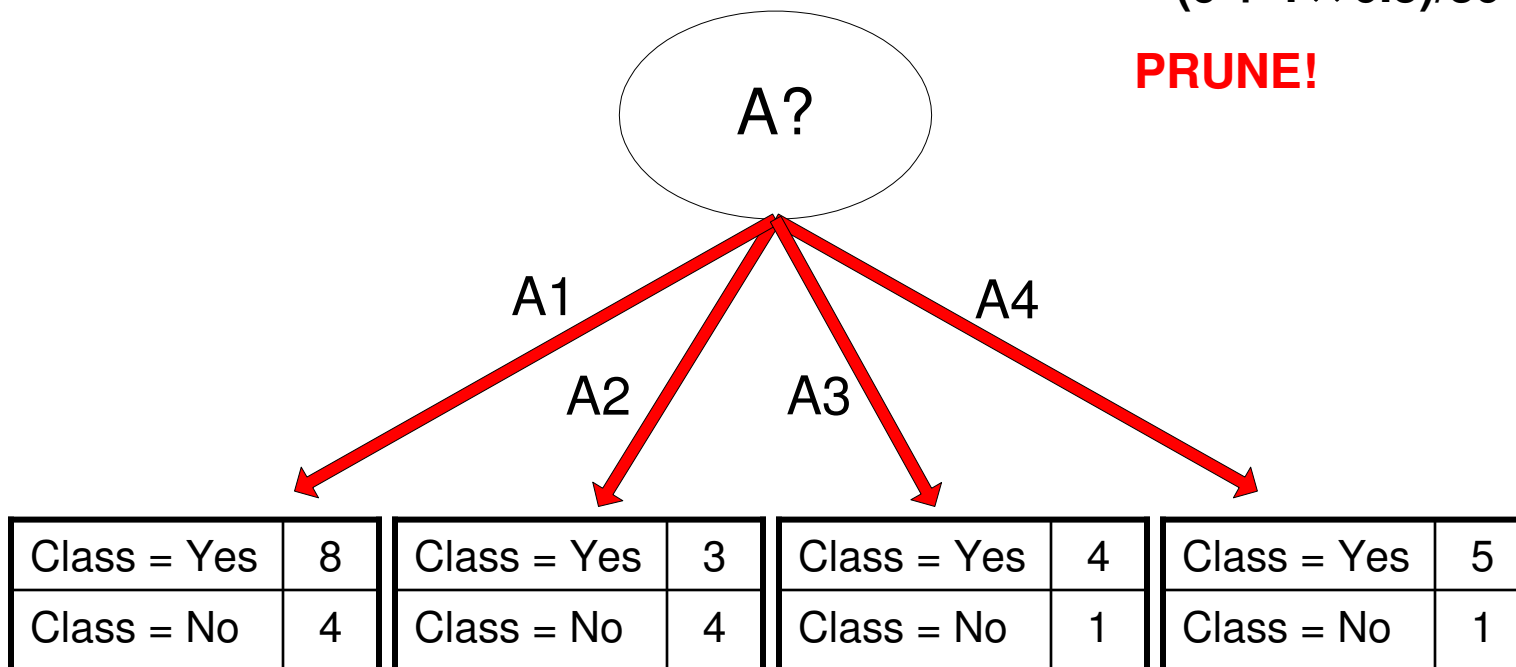 PRUNE!
A?
A1
A4
A2
A3
Class = Yes 8 Class = Yes 3 Class = Yes 4 Class = Yes 5
Class = No 4 Class = No 4 Class = No 1 Class = No 1